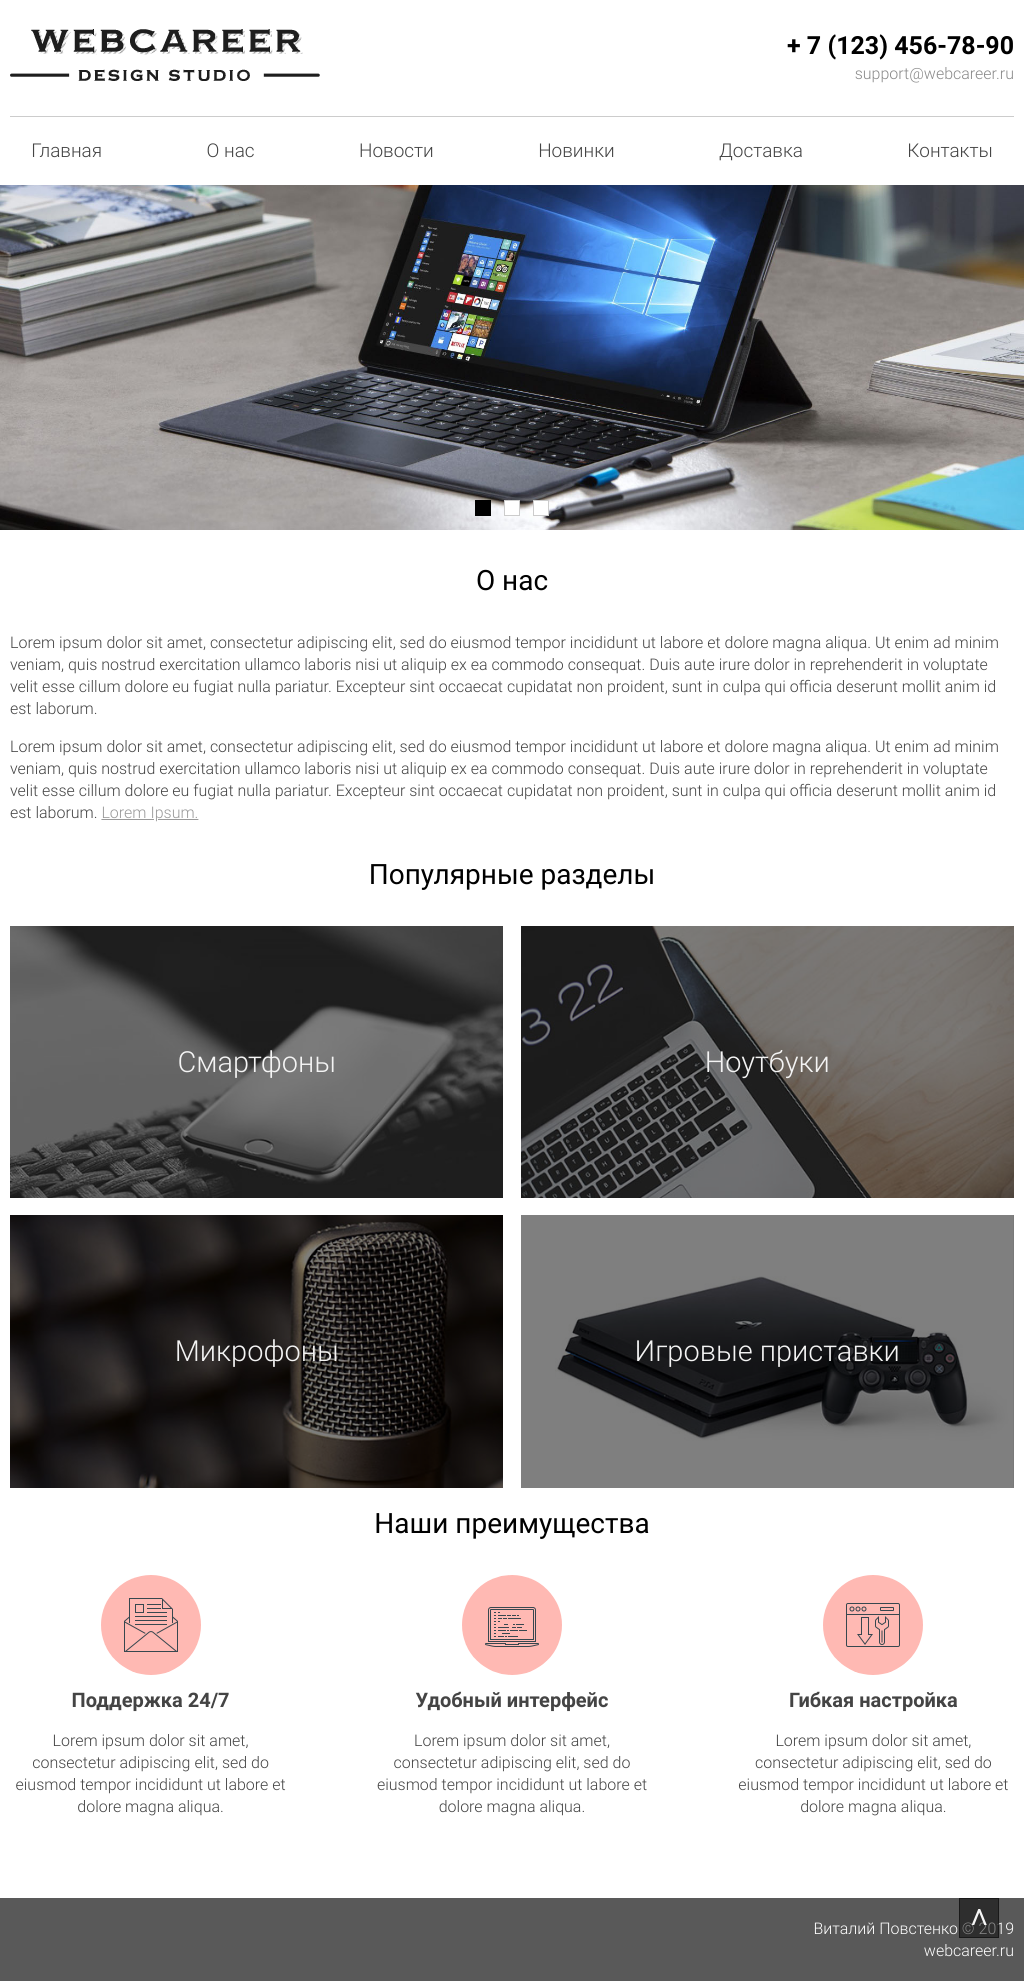 WEBCAREER
DESIGN STUDIO
+ 7 (123) 456-78-90
support@webcareer.ru
Главная О нас Новости Новинки Доставка Контакты
О нас
Lorem ipsum dolor sit amet, consectetur adipiscing elit, sed do eiusmod tempor incididunt ut labore et dolore magna aliqua. Ut enim ad minim
veniam, quis nostrud exercitation ullamco laboris nisi ut aliquip ex ea commodo consequat. Duis aute irure dolor in reprehenderit in voluptate
velit esse cillum dolore eu fugiat nulla pariatur. Excepteur sint occaecat cupidatat non proident, sunt in culpa qui officia deserunt mollit anim id
est laborum.
Lorem ipsum dolor sit amet, consectetur adipiscing elit, sed do eiusmod tempor incididunt ut labore et dolore magna aliqua. Ut enim ad minim
veniam, quis nostrud exercitation ullamco laboris nisi ut aliquip ex ea commodo consequat. Duis aute irure dolor in reprehenderit in voluptate
velit esse cillum dolore eu fugiat nulla pariatur. Excepteur sint occaecat cupidatat non proident, sunt in culpa qui officia deserunt mollit anim id
est laborum. Lorem Ipsum.
Популярные разделы
Смартфоны
3 22
Ноутбуки
Микрофоны
Игровые приставки
Наши преимущества
Поддержка 24/7
Lorem ipsum dolor sit amet,
consectetur adipiscing elit, sed do
eiusmod tempor incididunt ut labore et
dolore magna aliqua.
Удобный интерфейс
Lorem ipsum dolor sit amet,
consectetur adipiscing elit, sed do
eiusmod tempor incididunt ut labore et
dolore magna aliqua.
Гибкая настройка
Lorem ipsum dolor sit amet,
consectetur adipiscing elit, sed do
eiusmod tempor incididunt ut labore et
dolore magna aliqua.
Виталий Повстенко © 2019
webcareer.ru